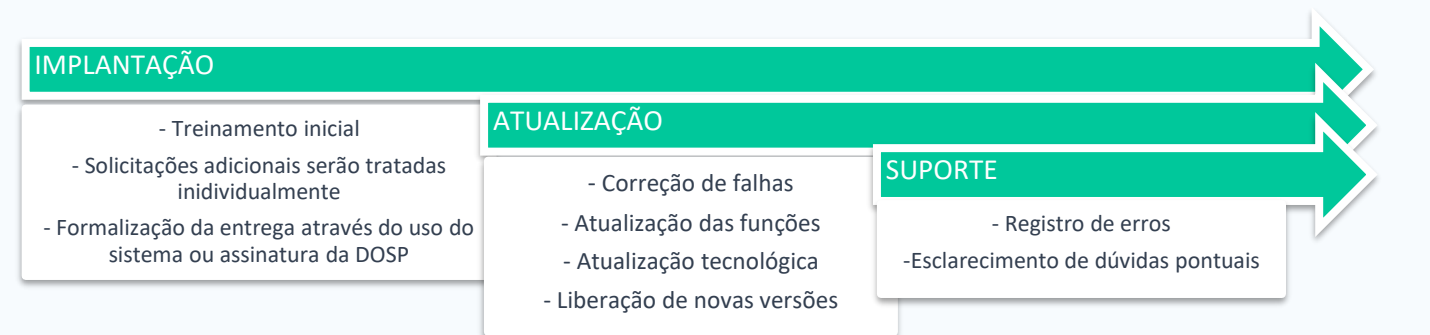 IMPLANTAÇÃO
- Treinamento inicial
- Solicitações adicionais serão tratadas
inidividualmente
- Formalização da entrega através do uso do
sistema ou assinatura da DOSP
ATUALIZAÇÃO
- Correção de falhas
- Atualização das funções
- Atualização tecnológica
- Liberação de novas versões
SUPORTE
- Registro de erros
-Esclarecimento de dúvidas pontuais